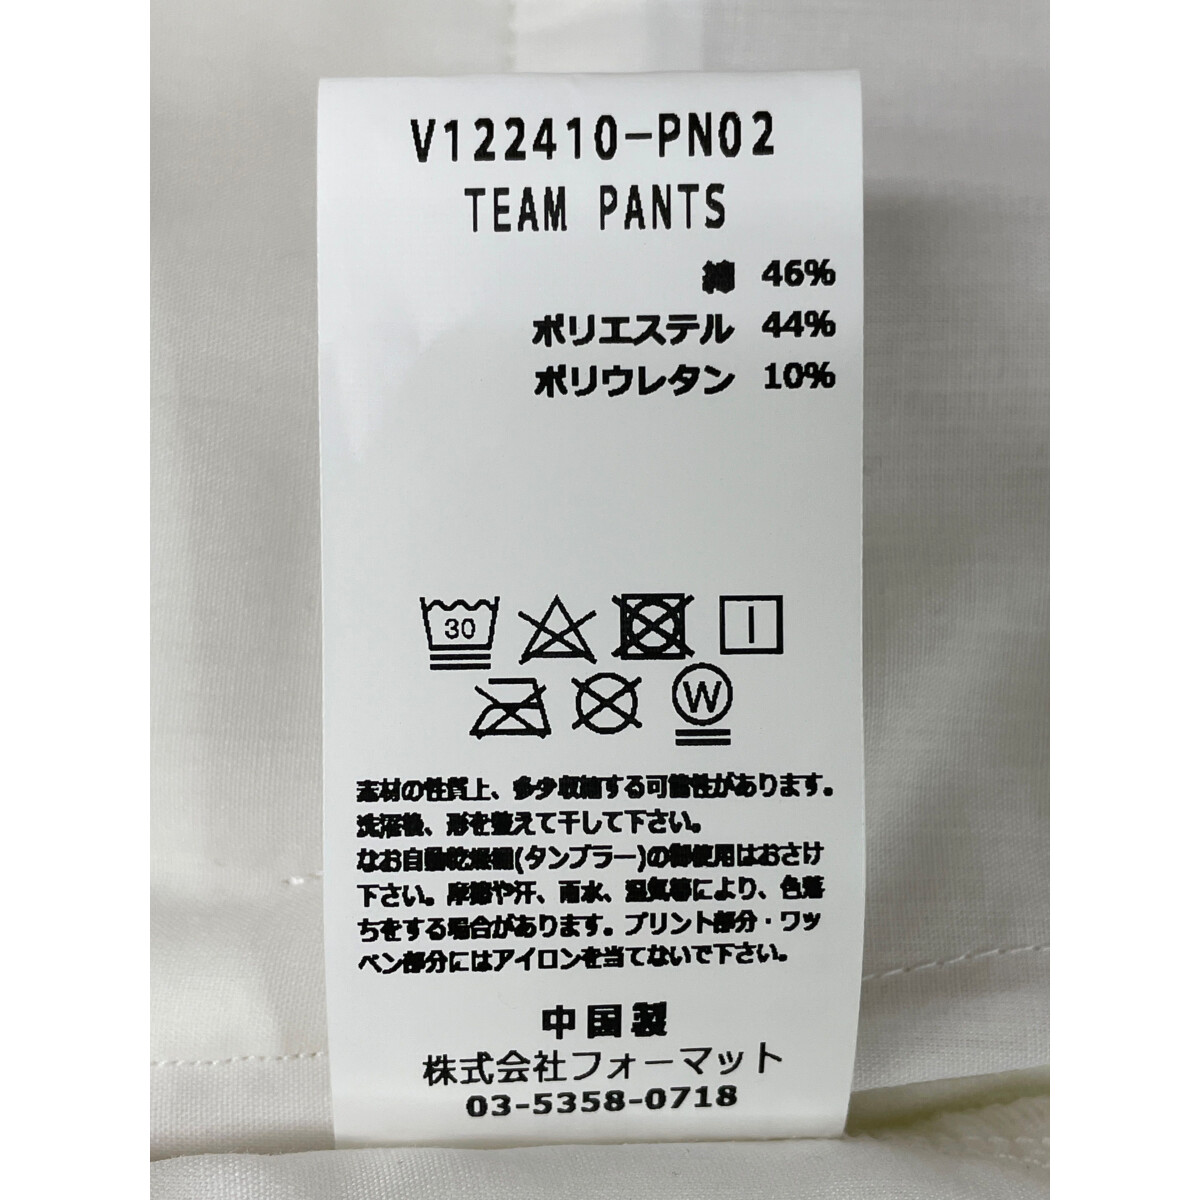 V122410-PN02
TEAM PANTS
綿 46%
ポリエステル 44%
ポリウレタン 10%
30
W
素材の性質上、多少収縮する可能性があります。
洗濯後、形を整えて干して下さい。
なお自動乾燥機(タンブラー)の御使用はおさけ
下さい。摩擦や汗、雨水、湿気等により、色落
ちをする場合があります。プリント部分・ワッ
ペン部分にはアイロンを当てないで下さい。
中国製
株式会社フォーマット
03-5358-0718